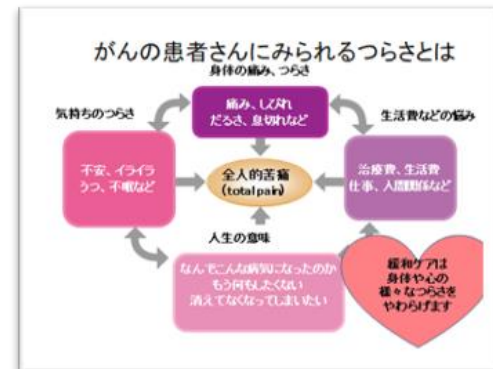 がんの患者さんにみられるつらさとは
身体の痛み、つらさ
気持ちのつらさ
痛み、しびれ
だるさ、息切れなど
生活費などの悩み
不安、イライラ
うつ、不眠など
全人的苦痛
(total pain)
治療費、生活費
仕事、人間関係など
人生の意味
なんでこんな病気になったのか
もう何もしたくない
消えてなくなってしまいたい
緩和ケアは
身体や心の
様々なつらさを
やわらげます